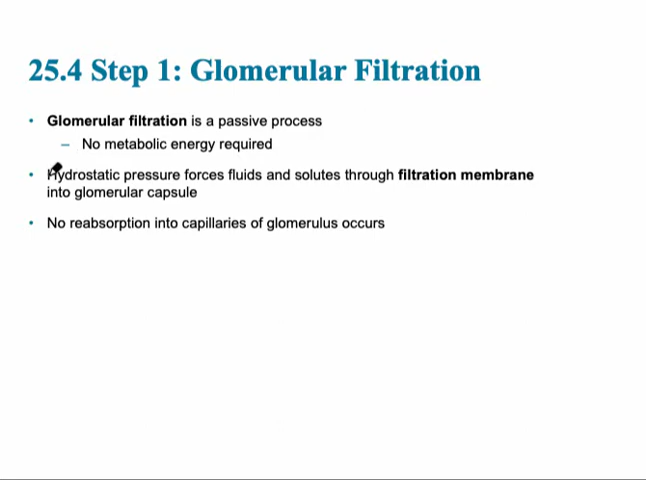 25.4 Step 1: Glomerular Filtration
• Glomerular filtration is a passive process
– No metabolic energy required
• Hydrostatic pressure forces fluids and solutes through filtration membrane
into glomerular capsule
• No reabsorption into capillaries of glomerulus occurs